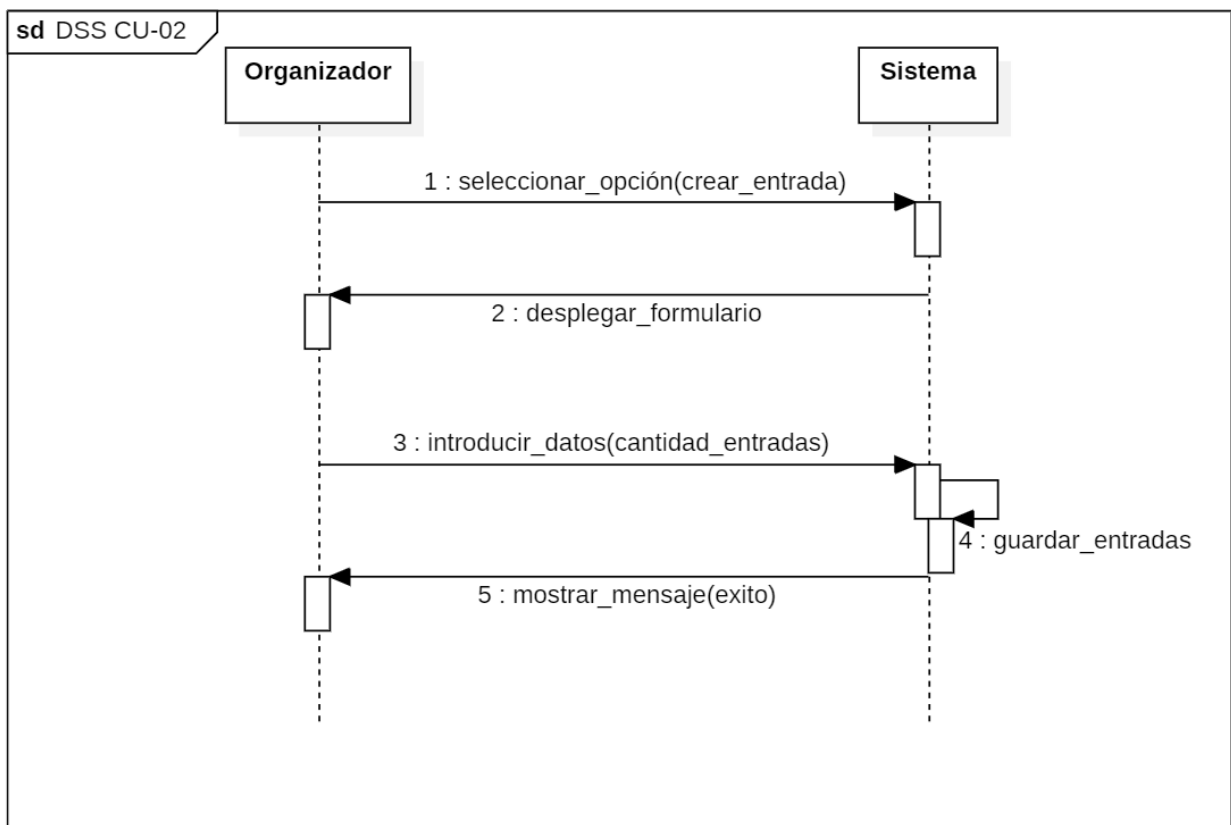 sd DSS CU-02
Organizador
Sistema
1 : seleccionar_opción(crear_entrada)
2 : desplegar_formulario
3 : introducir_datos(cantidad_entradas)
4 : guardar_entradas
5 : mostrar_mensaje(exito)